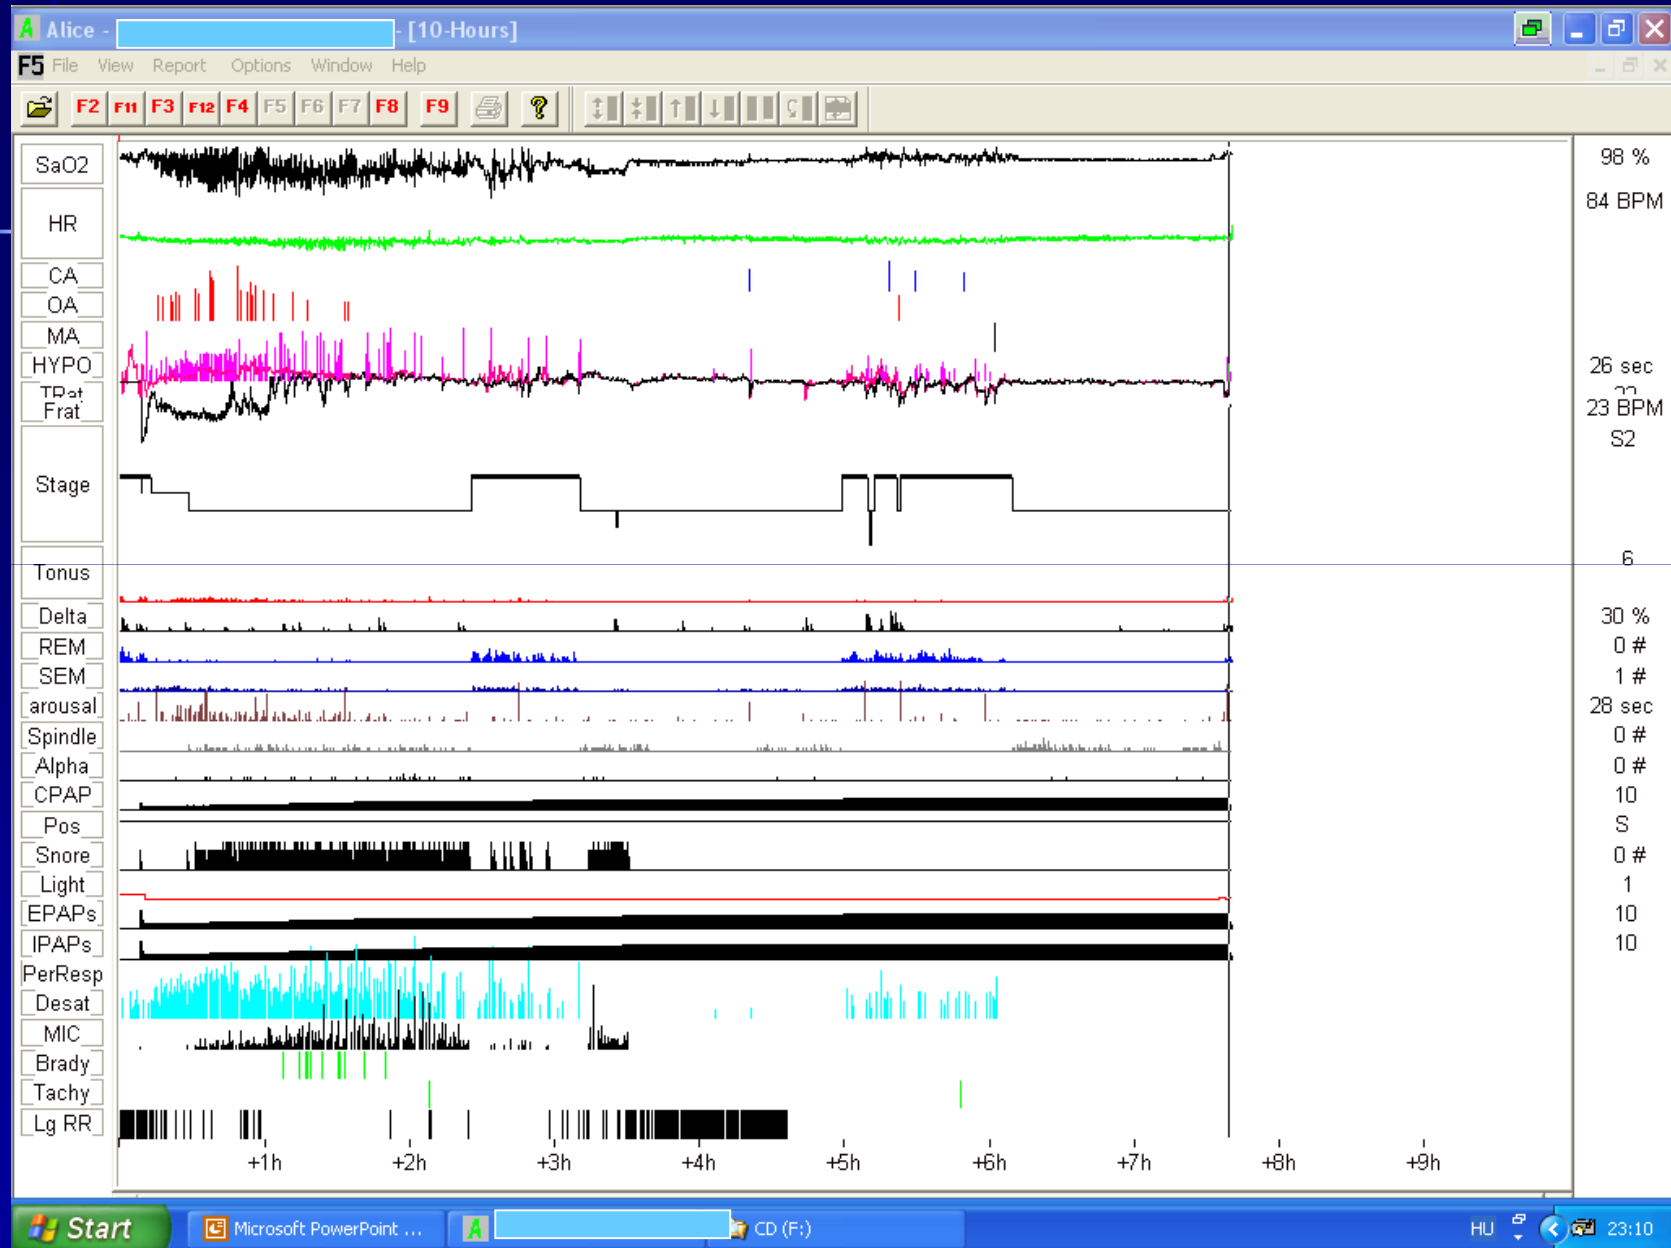 Alice - - [10-Hours]
F5 File View Report Options Window Help
F2 F11 F3 F12 F4 F5 F6 F7 F8 F9 ?
SaO2 98 %
84 BPM
HR
CA
OA
MA
HYPO 26 sec
TRat
Frat 23 BPM
S2
Stage
6
Tonus
Delta 30 %
REM 0 #
SEM 1 #
arousal 28 sec
Spindle 0 #
Alpha 0 #
CPAP 10
Pos S
Snore 0 #
Light 1
EPAPs 10
IPAPs 10
PerResp
Desat
MIC
Brady
Tachy
Lg RR
+1h +2h +3h +4h +5h +6h +7h +8h +9h
Start Microsoft PowerPoint ... CD (F:) HU 23:10